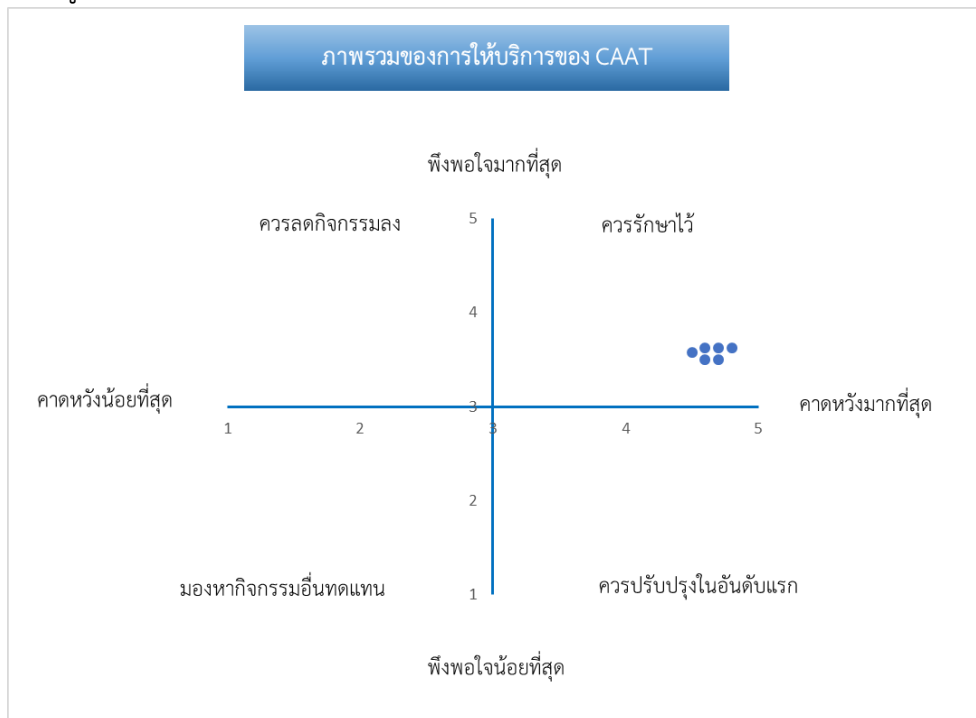 ภาพรวมของการให้บริการของ CAAT
พึงพอใจมากที่สุด
ควรลดกิจกรรมลง
5
ควรรักษาไว้
4
คาดหวังน้อยที่สุด
3
คาดหวังมากที่สุด
1
2
3
4
5
2
มองหากิจกรรมอื่นทดแทน
1
ควรปรับปรุงในอันดับแรก
พึงพอใจน้อยที่สุด